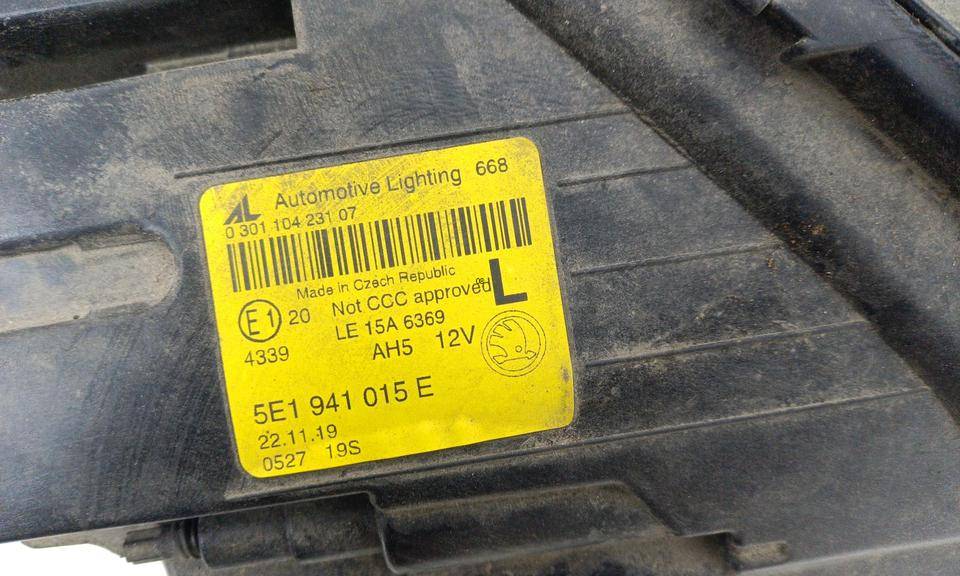 AL Automotive Lighting 668
0 301 104 231 07
Made in Czech Republic
E1 20 Not CCC approved L
LE 15A 6369
4339 AH5 12V
5E1 941 015 E
22.11.19
0527 19S